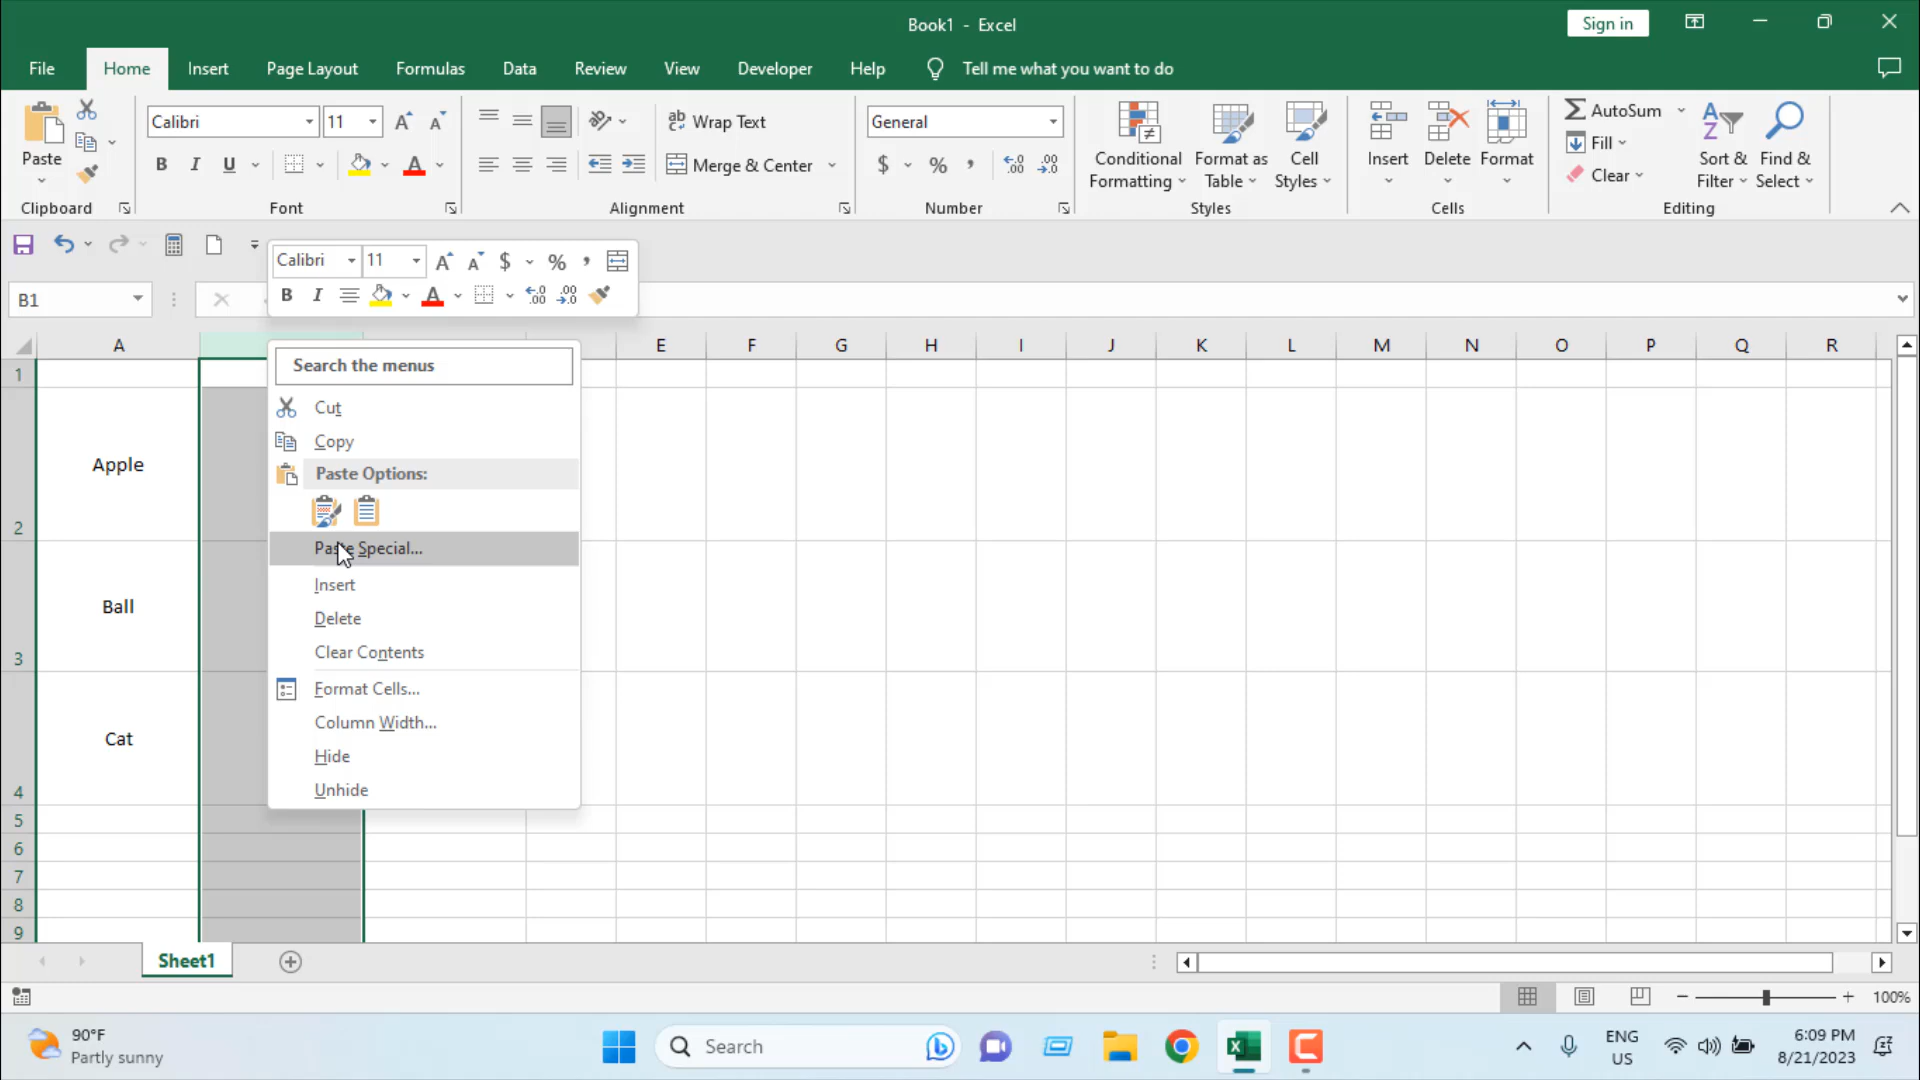 Book1 - Excel
Sign in
File Home Insert Page Layout Formulas Data Review View Developer Help Tell me what you want to do
Paste
Clipboard
Calibri 11
B I U
Font
Wrap Text
Merge & Center
Alignment
General
$ % ,
Number
Conditional Formatting
Format as Table
Cell Styles
Styles
Insert Delete Format
Cells
AutoSum
Fill
Clear
Sort & Filter
Find & Select
Editing
Calibri 11 $ % ,
B I
B1
A E F G H I J K L M N O P Q R
1
Search the menus
Cut
Copy
Paste Options:
Paste Special...
Insert
Delete
Clear Contents
Format Cells...
Column Width...
Hide
Unhide
Apple
2
Ball
3
Cat
4
5
6
7
8
9
Sheet1
100%
90°F
Partly sunny
Search
ENG
US
6:09 PM
8/21/2023